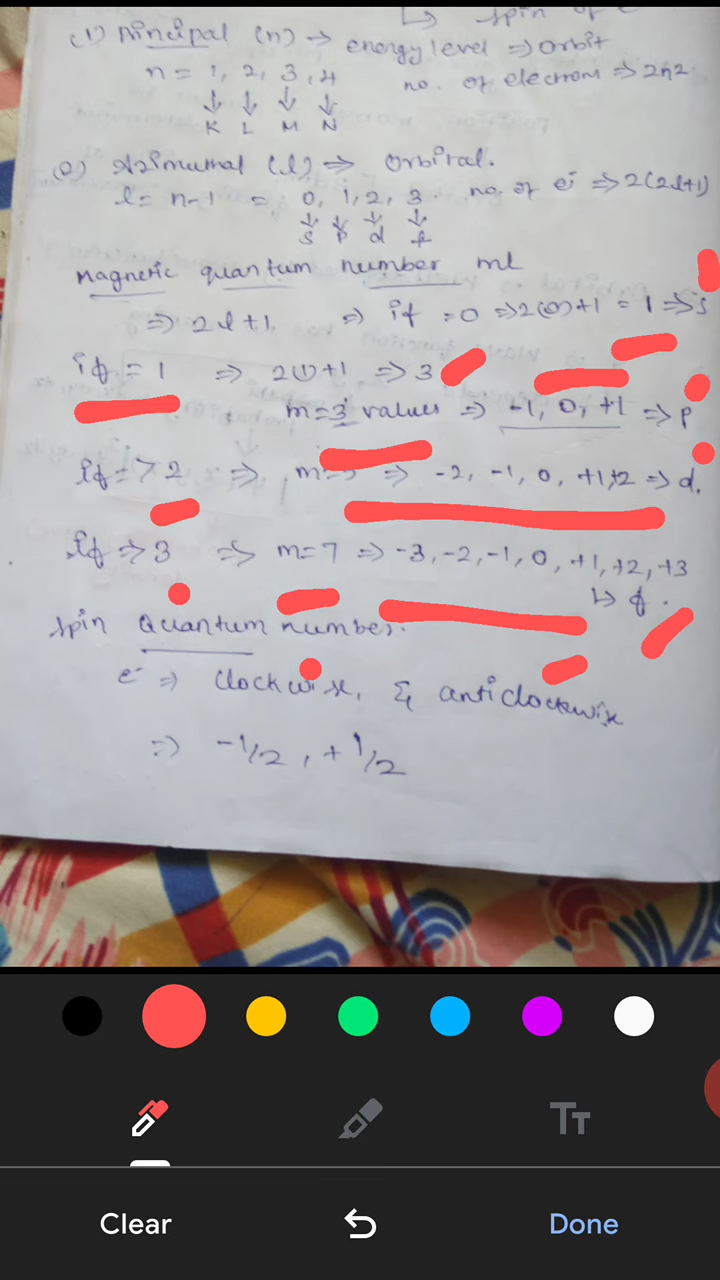 ↳ spin of e
(1) Principal (n) → energy level ⇒ orbit
n = 1, 2, 3, 4 no. of electrons ⇒ 2n2
↓ ↓ ↓ ↓
K L M N
(2) Azimuthal (l) ⇒ orbital.
l = n-1 = 0, 1, 2, 3. no. of e- ⇒ 2(2l+1)
↓ ↓ ↓ ↓
s p d f
magnetic quantum number ml
⇒ 2l+1. ⇒ if = 0 ⇒ 2(0)+1 = 1 ⇒ s
if = 1 ⇒ 2(1)+1 ⇒ 3
m=3 values ⇒ -1, 0, +1 ⇒ p
if = > 2 ⇒ ⇒ -2, -1, 0, +1, +2 ⇒ d.
if ⇒ 3 ⇒ m=7 ⇒ -3, -2, -1, 0, +1, +2, +3
↳ f.
spin Quantum number.
e- ⇒ clockwise, & anticlockwise
⇒ -1/2, +1/2
Tт
Clear Done